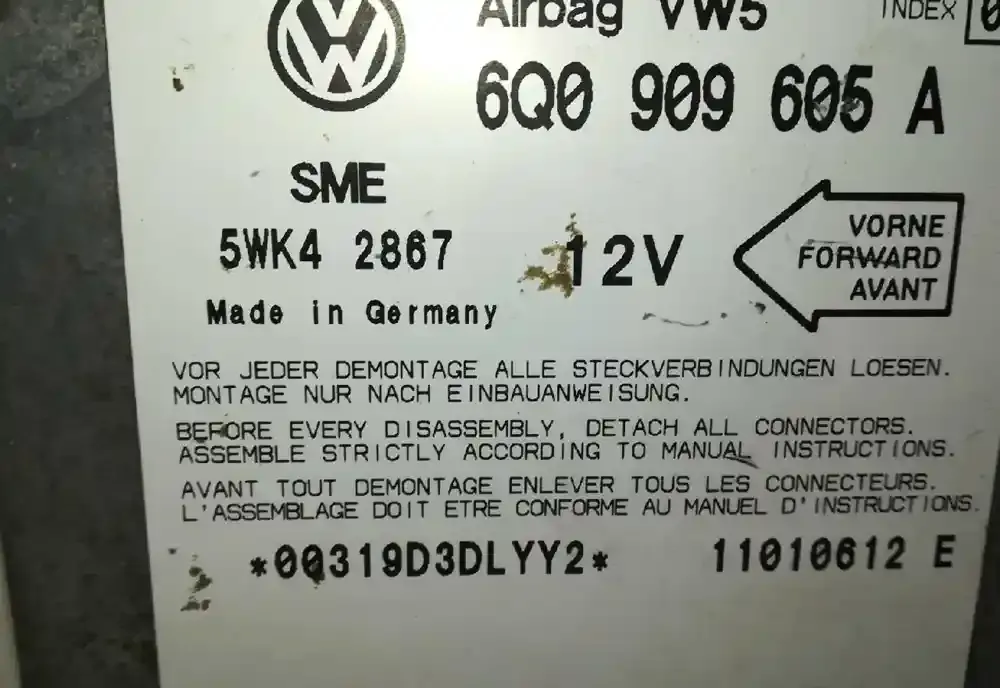 Airbag VW5
INDEX 0
6Q0 909 605 A
SME
5WK4 2867
12V
VORNE
FORWARD
AVANT
Made in Germany
VOR JEDER DEMONTAGE ALLE STECKVERBINDUNGEN LOESEN.
MONTAGE NUR NACH EINBAUANWEISUNG.
BEFORE EVERY DISASSEMBLY, DETACH ALL CONNECTORS.
ASSEMBLE STRICTLY ACCORDING TO MANUAL INSTRUCTIONS.
AVANT TOUT DEMONTAGE ENLEVER TOUS LES CONNECTEURS.
L'ASSEMBLAGE DOIT ETRE CONFORME AU MANUEL D'INSTRUCTIONS.
*00319D3DLYY2*
11010612 E